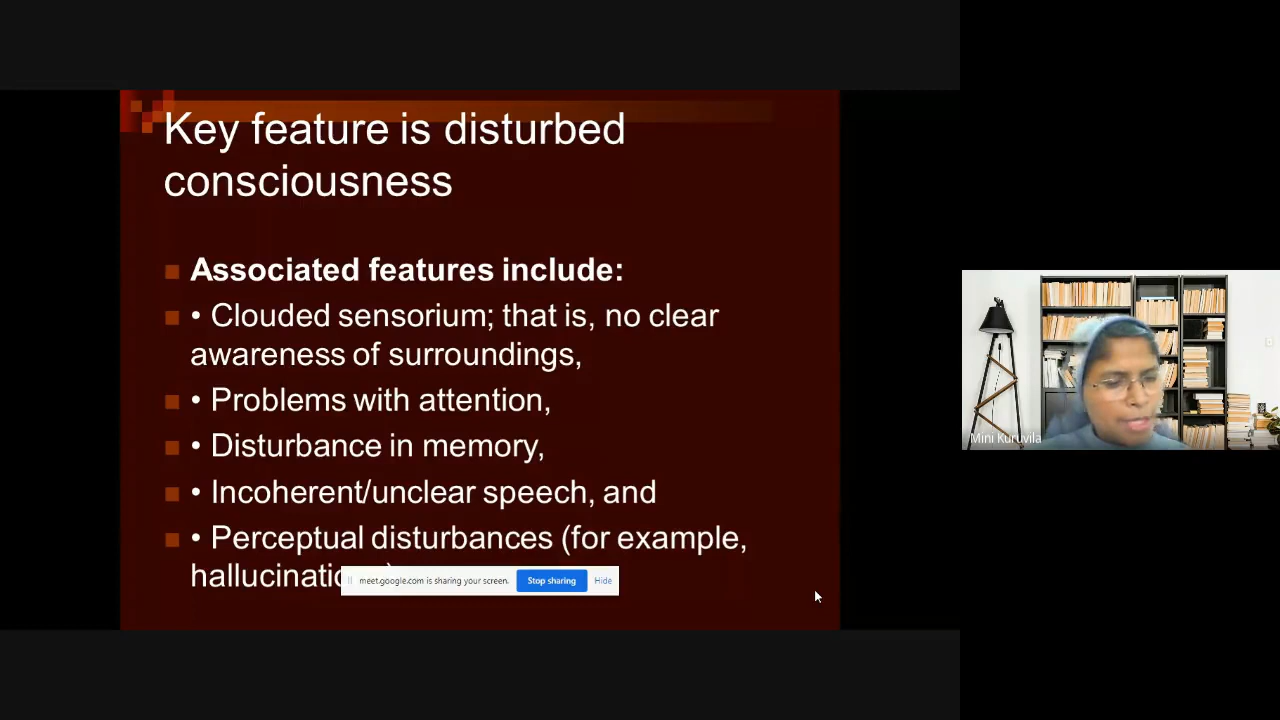 Key feature is disturbed
consciousness
Associated features include:
• Clouded sensorium; that is, no clear
awareness of surroundings,
• Problems with attention,
• Disturbance in memory,
• Incoherent/unclear speech, and
• Perceptual disturbances (for example,
meet.google.com is sharing your screen. Stop sharing Hide
Mini Kuruvila